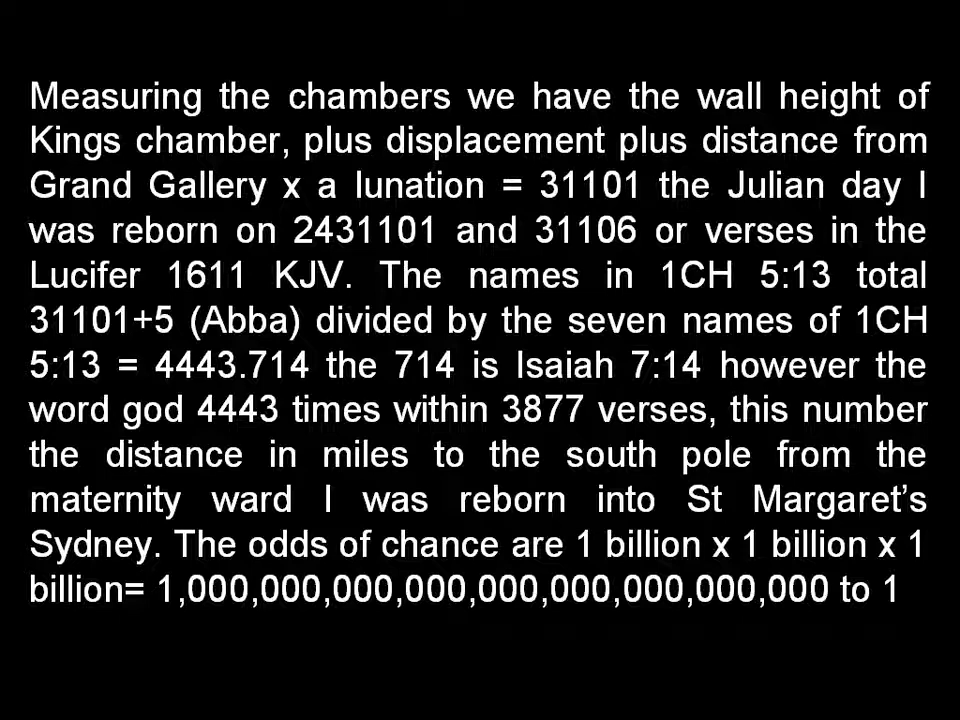 Measuring the chambers we have the wall height of
Kings chamber, plus displacement plus distance from
Grand Gallery x a lunation = 31101 the Julian day I
was reborn on 2431101 and 31106 or verses in the
Lucifer 1611 KJV. The names in 1CH 5:13 total
31101+5 (Abba) divided by the seven names of 1CH
5:13 = 4443.714 the 714 is Isaiah 7:14 however the
word god 4443 times within 3877 verses, this number
the distance in miles to the south pole from the
maternity ward I was reborn into St Margaret's
Sydney. The odds of chance are 1 billion x 1 billion x 1
billion= 1,000,000,000,000,000,000,000,000,000 to 1